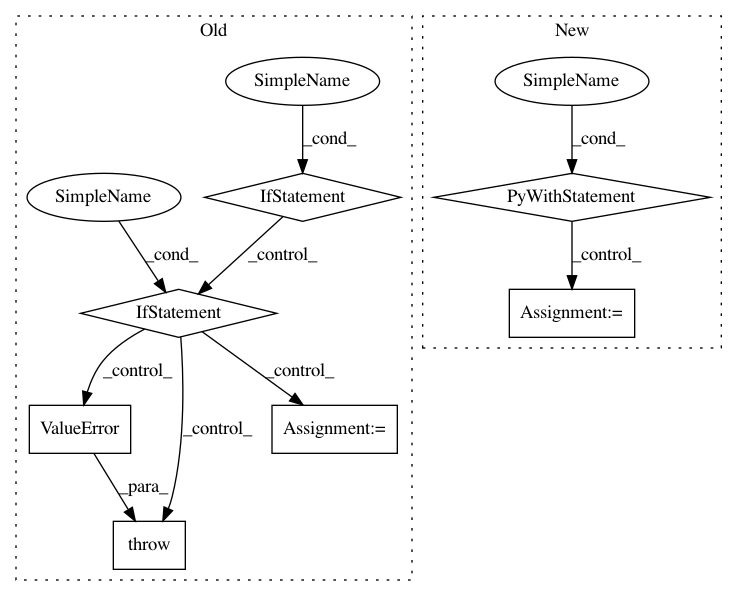 Old
New
SimpleName
SimpleName
_cond_
_cond_
SimpleName
IfStatement
PyWithStatement
_cond_
_control_
_control_
IfStatement
Assignment:=
_control_
_control_
ValueError
_control_
Assignment:=
_para_
throw